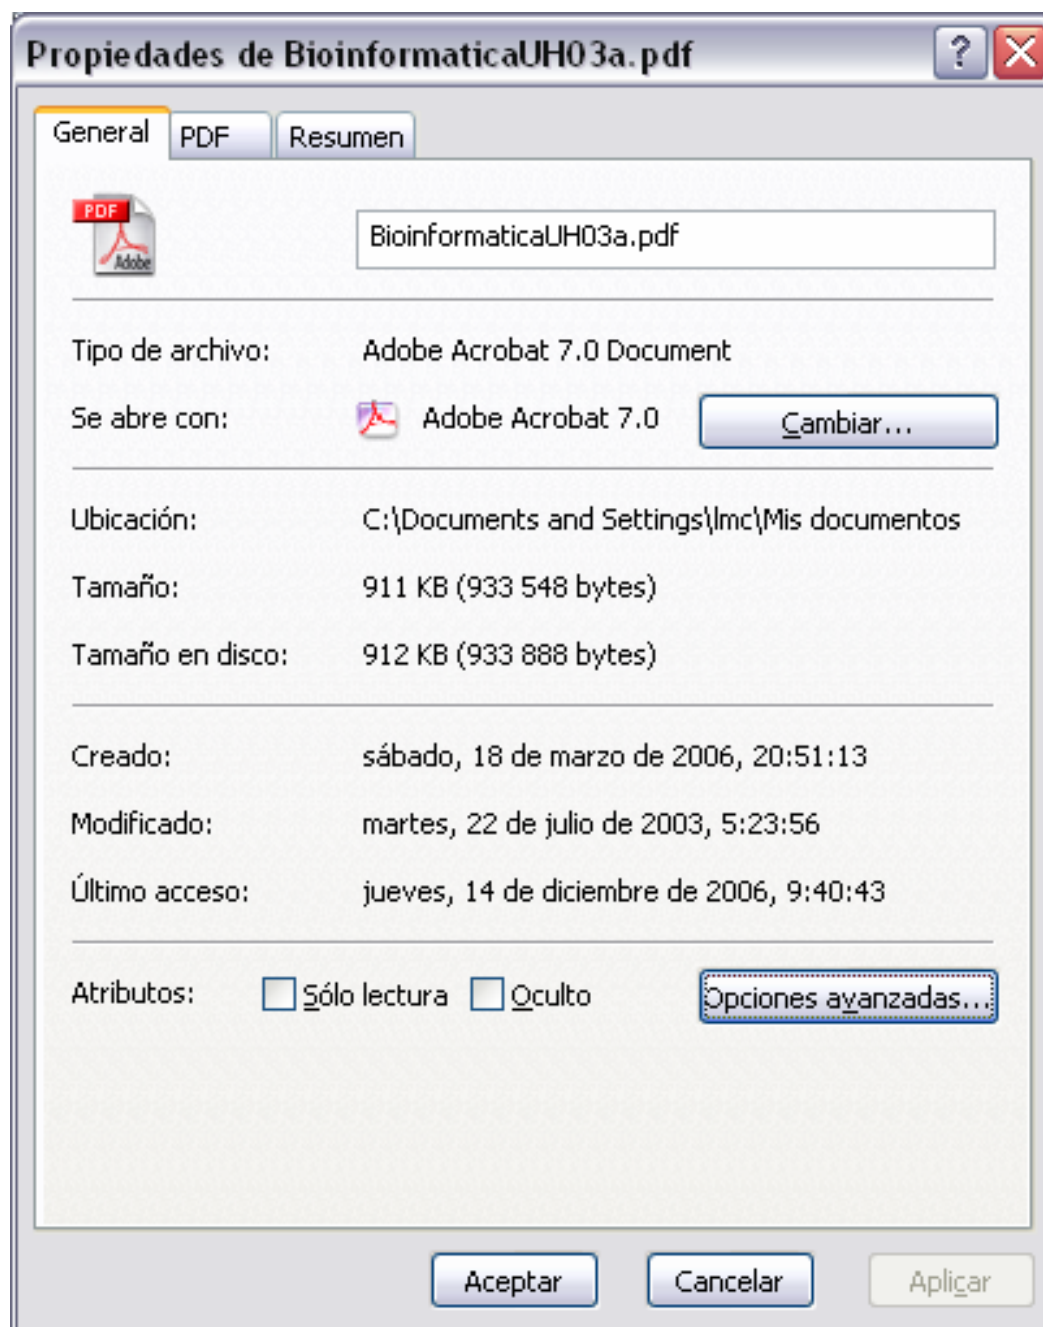 Propiedades de BioinformaticaUH03a.pdf
General PDF Resumen
PDF
Adobe
BioinformaticaUH03a.pdf
Tipo de archivo: Adobe Acrobat 7.0 Document
Se abre con: Adobe Acrobat 7.0 Cambiar...
Ubicación: C:\Documents and Settings\lmc\Mis documentos
Tamaño: 911 KB (933 548 bytes)
Tamaño en disco: 912 KB (933 888 bytes)
Creado: sábado, 18 de marzo de 2006, 20:51:13
Modificado: martes, 22 de julio de 2003, 5:23:56
Último acceso: jueves, 14 de diciembre de 2006, 9:40:43
Atributos: Sólo lectura Oculto Opciones avanzadas...
Aceptar Cancelar Aplicar